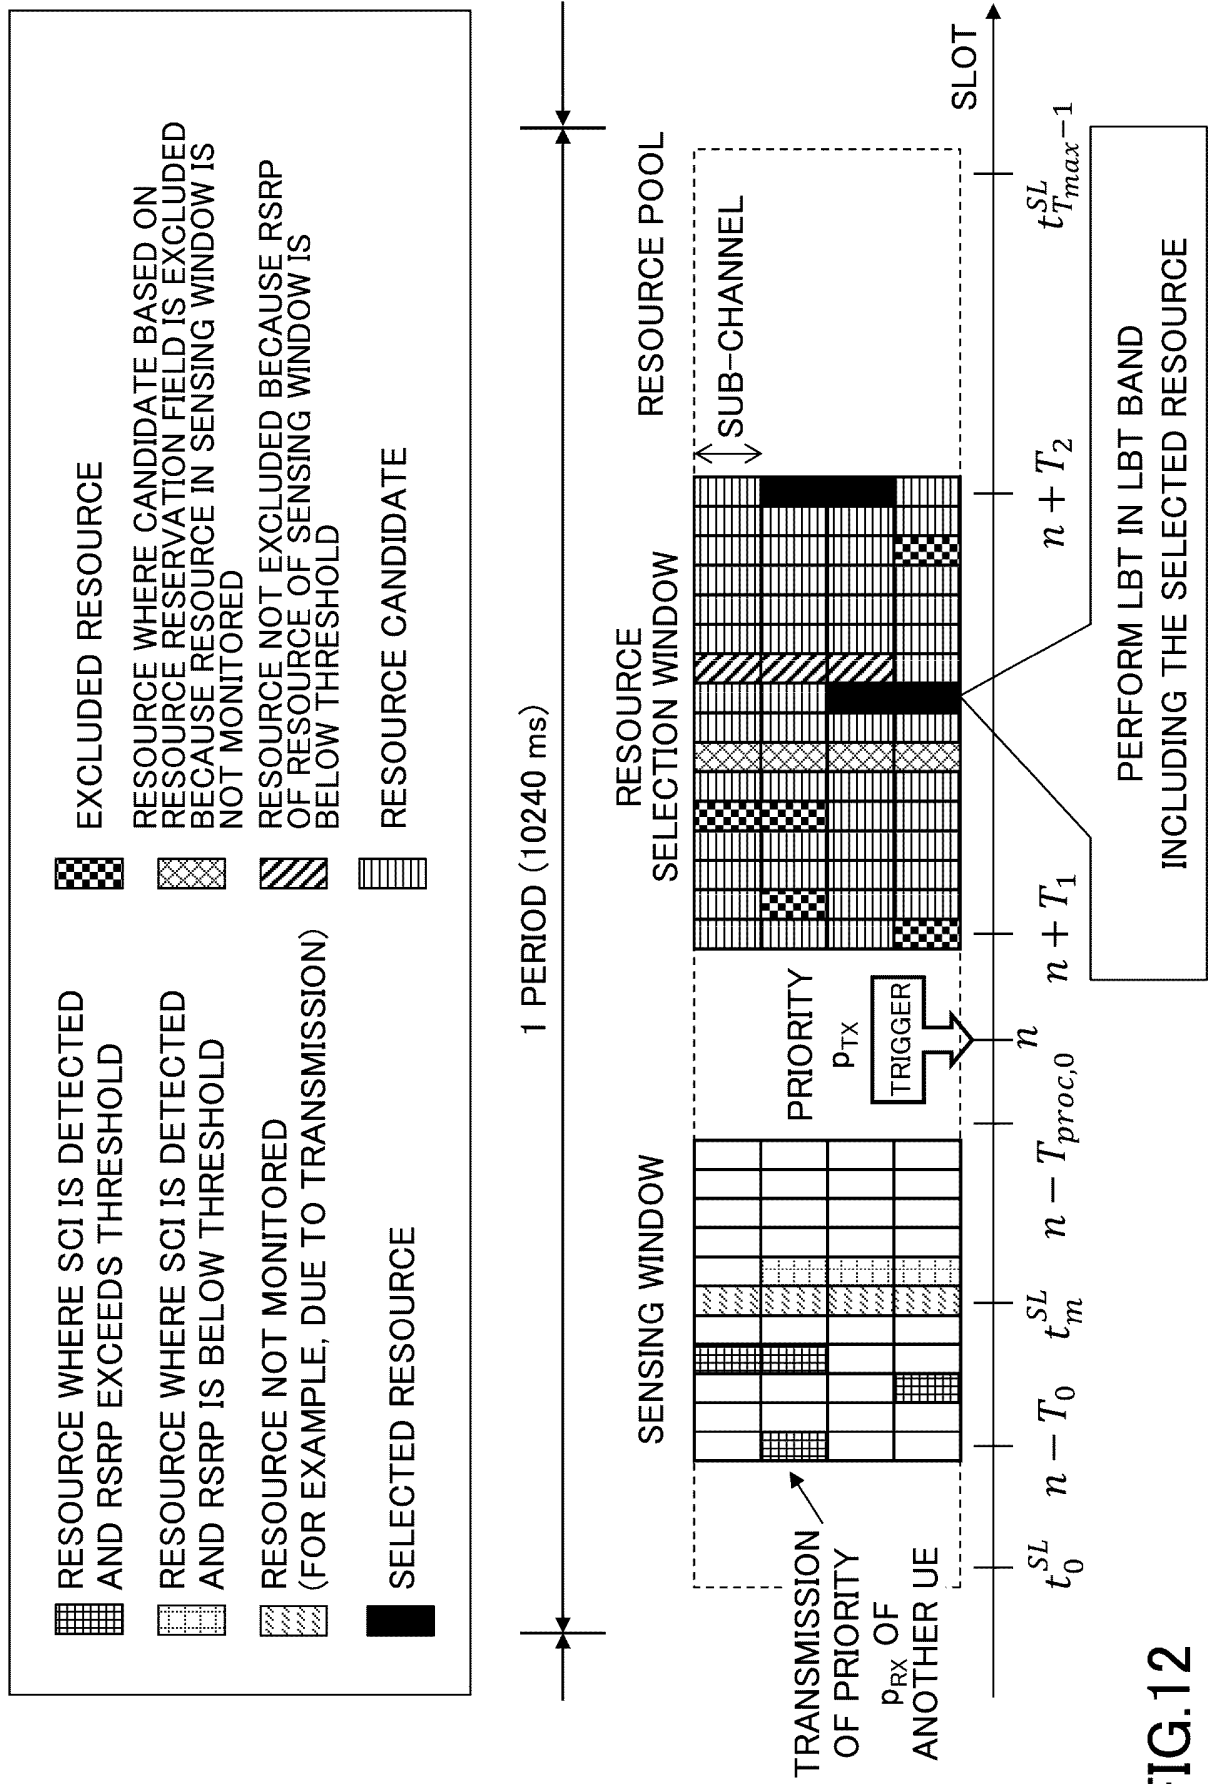 RESOURCE WHERE SCI IS DETECTED
AND RSRP EXCEEDS THRESHOLD
RESOURCE WHERE SCI IS DETECTED
AND RSRP IS BELOW THRESHOLD
RESOURCE NOT MONITORED
(FOR EXAMPLE, DUE TO TRANSMISSION)
SELECTED RESOURCE
EXCLUDED RESOURCE
RESOURCE WHERE CANDIDATE BASED ON
RESOURCE RESERVATION FIELD IS EXCLUDED
BECAUSE RESOURCE IN SENSING WINDOW IS
NOT MONITORED
RESOURCE NOT EXCLUDED BECAUSE RSRP
OF RESOURCE OF SENSING WINDOW IS
BELOW THRESHOLD
RESOURCE CANDIDATE
1 PERIOD (10240 ms)
SENSING WINDOW
RESOURCE
SELECTION WINDOW
RESOURCE POOL
SUB-CHANNEL
TRANSMISSION
OF PRIORITY
p_RX OF
ANOTHER UE
PRIORITY
p_TX
TRIGGER
SLOT
t_0^{SL}
n − T_0
t_m^{SL}
n − T_{proc,0}
n
n + T_1
n + T_2
t_{T_{max}−1}^{SL}
PERFORM LBT IN LBT BAND
INCLUDING THE SELECTED RESOURCE
FIG.12